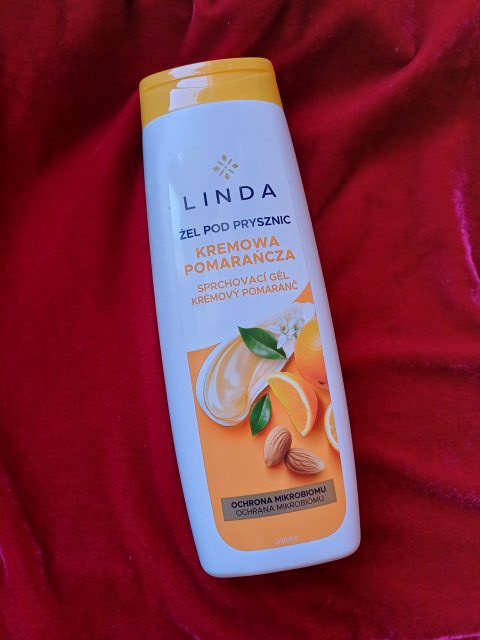 LINDA
ŻEL POD PRYSZNIC
KREMOWA
POMARAŃCZA
SPRCHOVACÍ GÉL
KRÉMOVÝ POMARANČ
OCHRONA MIKROBIOMU
OCHRANA MIKROBIÓMU